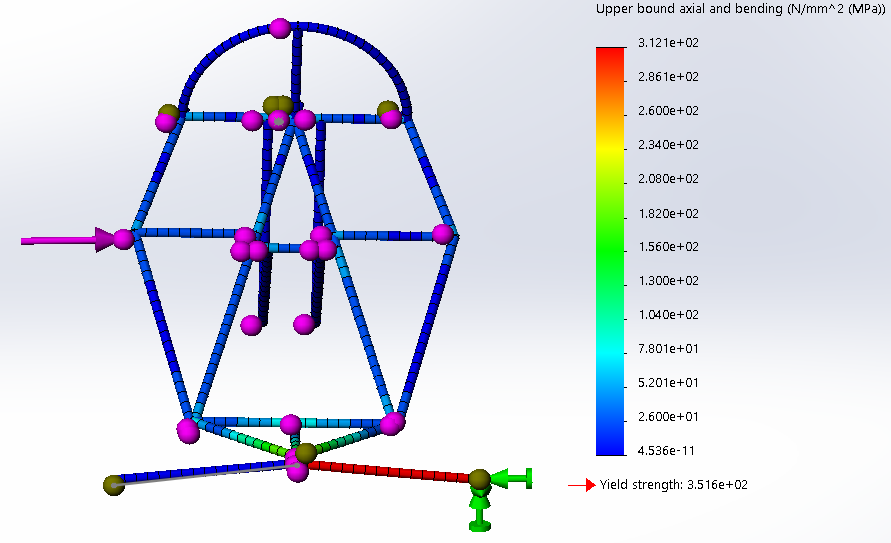 Upper bound axial and bending (N/mm^2 (MPa))
3.121e+02
2.861e+02
2.600e+02
2.340e+02
2.080e+02
1.820e+02
1.560e+02
1.300e+02
1.040e+02
7.801e+01
5.201e+01
2.600e+01
4.536e-11
Yield strength: 3.516e+02